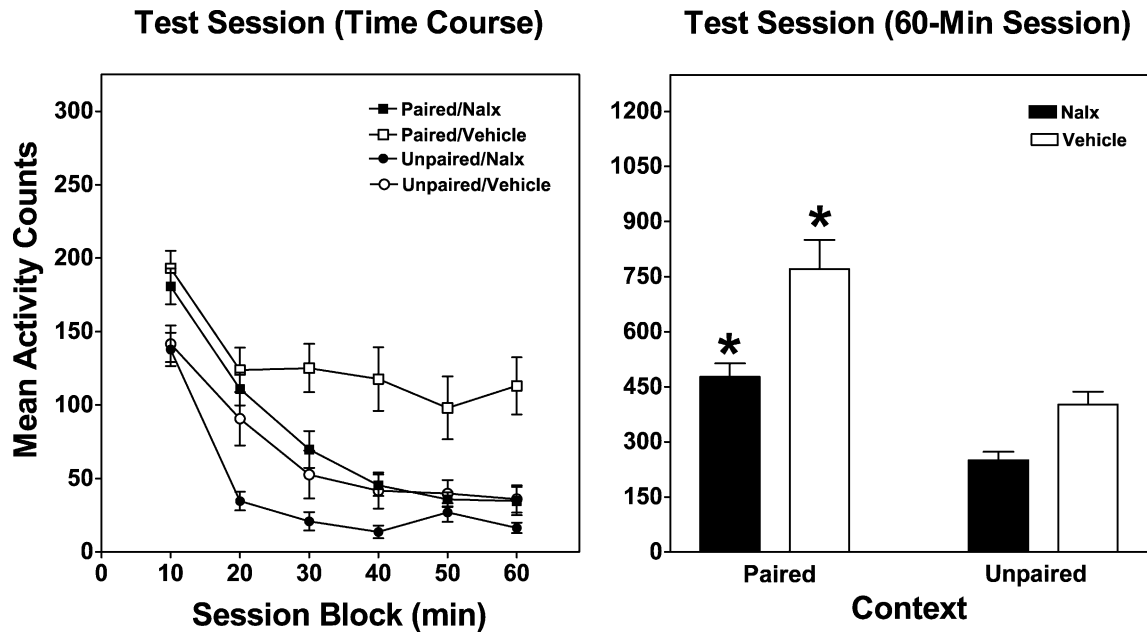 Test Session (Time Course)
Mean Activity Counts
300
250
200
150
100
50
0
Paired/Nalx
Paired/Vehicle
Unpaired/Nalx
Unpaired/Vehicle
0 10 20 30 40 50 60
Session Block (min)
Test Session (60-Min Session)
1200
1050
900
750
600
450
300
150
0
Nalx
Vehicle
*
*
Paired Unpaired
Context